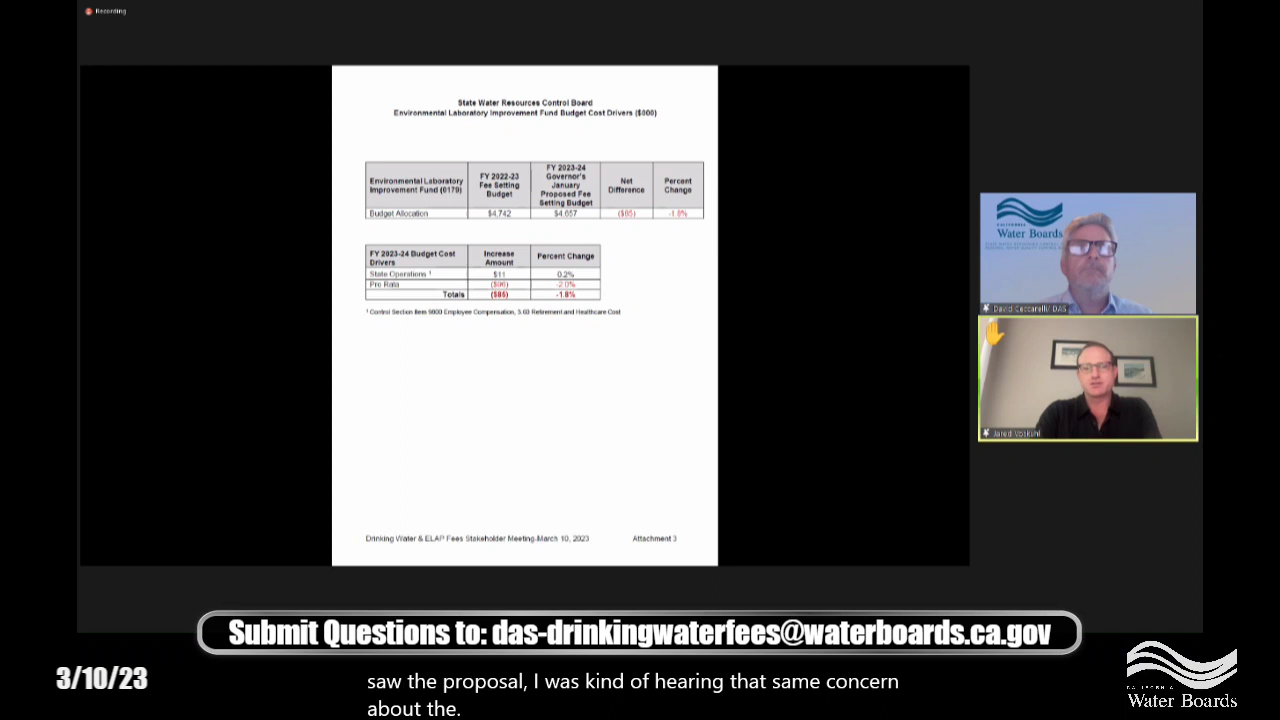 Recording
State Water Resources Control Board
Environmental Laboratory Improvement Fund Budget Cost Drivers ($000)
Environmental Laboratory
Improvement Fund (0179)
FY 2022-23
Fee Setting
Budget
FY 2023-24
Governor's
January
Proposed Fee
Setting Budget
Net
Difference
Percent
Change
Budget Allocation $4,742 $4,657 ($85) -1.8%
FY 2023-24 Budget Cost
Drivers
Increase
Amount
Percent Change
State Operations ¹ $11 0.2%
Pro Rata ($96) -2.0%
Totals ($85) -1.8%
¹ Control Section Item 9800 Employee Compensation, 3.60 Retirement and Healthcare Cost
Drinking Water & ELAP Fees Stakeholder Meeting-March 10, 2023 Attachment 3
CALIFORNIA
Water Boards
David Ceccarelli/ DAS
Jared Voskuhl
Submit Questions to: das-drinkingwaterfees@waterboards.ca.gov
3/10/23
saw the proposal, I was kind of hearing that same concern
about the.
CALIFORNIA
Water Boards